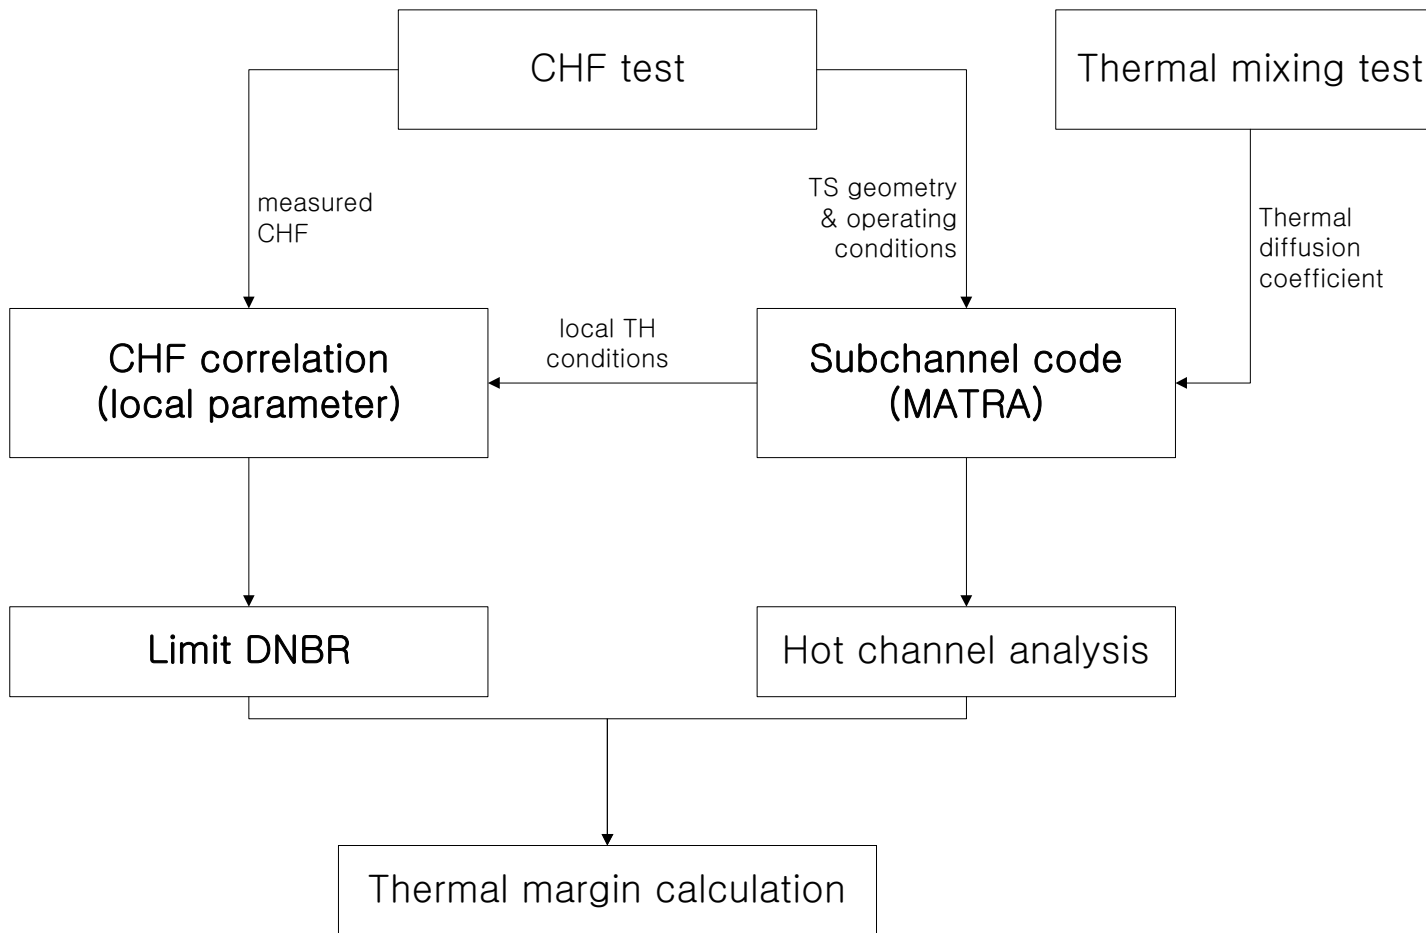 CHF test
Thermal mixing test
measured
CHF
TS geometry
& operating
conditions
Thermal
diffusion
coefficient
CHF correlation
(local parameter)
local TH
conditions
Subchannel code
(MATRA)
Limit DNBR
Hot channel analysis
Thermal margin calculation